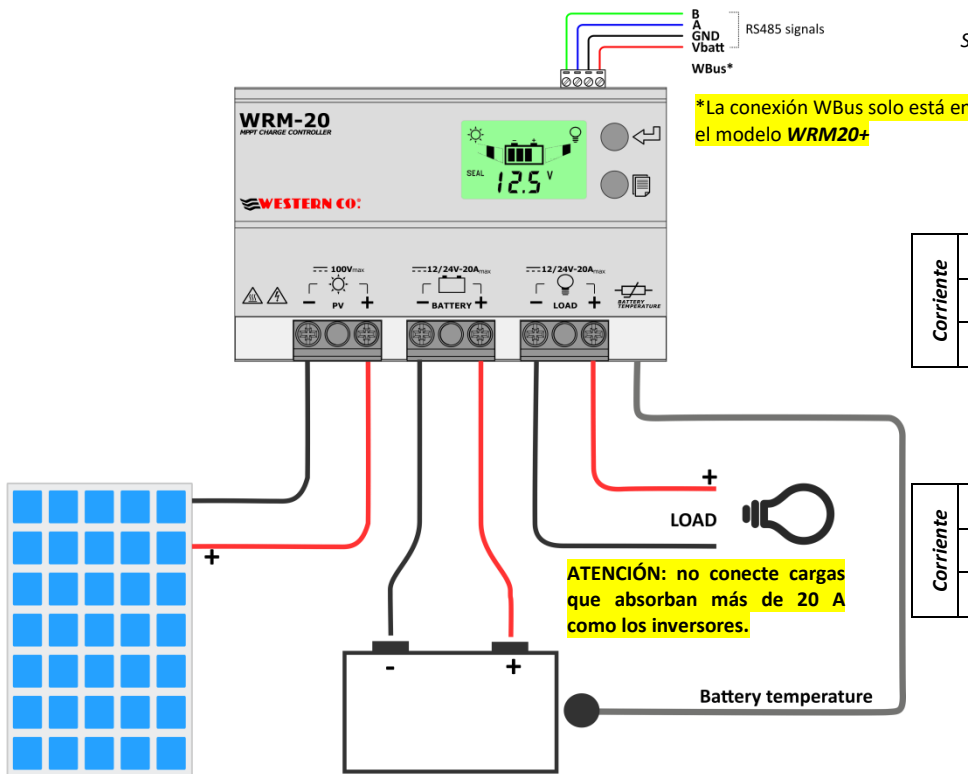 B
A
GND
Vbatt
RS485 signals
WBus*
S
*La conexión WBus solo está en
el modelo WRM20+
WRM-20
MPPT CHARGE CONTROLLER
SEAL
12.5 V
WESTERN CO.
100Vmax
12/24V-20Amax
12/24V-20Amax
- PV +
- BATTERY +
- LOAD +
BATTERY
TEMPERATURE
Corriente
+
LOAD
+
Corriente
ATENCIÓN: no conecte cargas
que absorban más de 20 A
como los inversores.
- +
Battery temperature